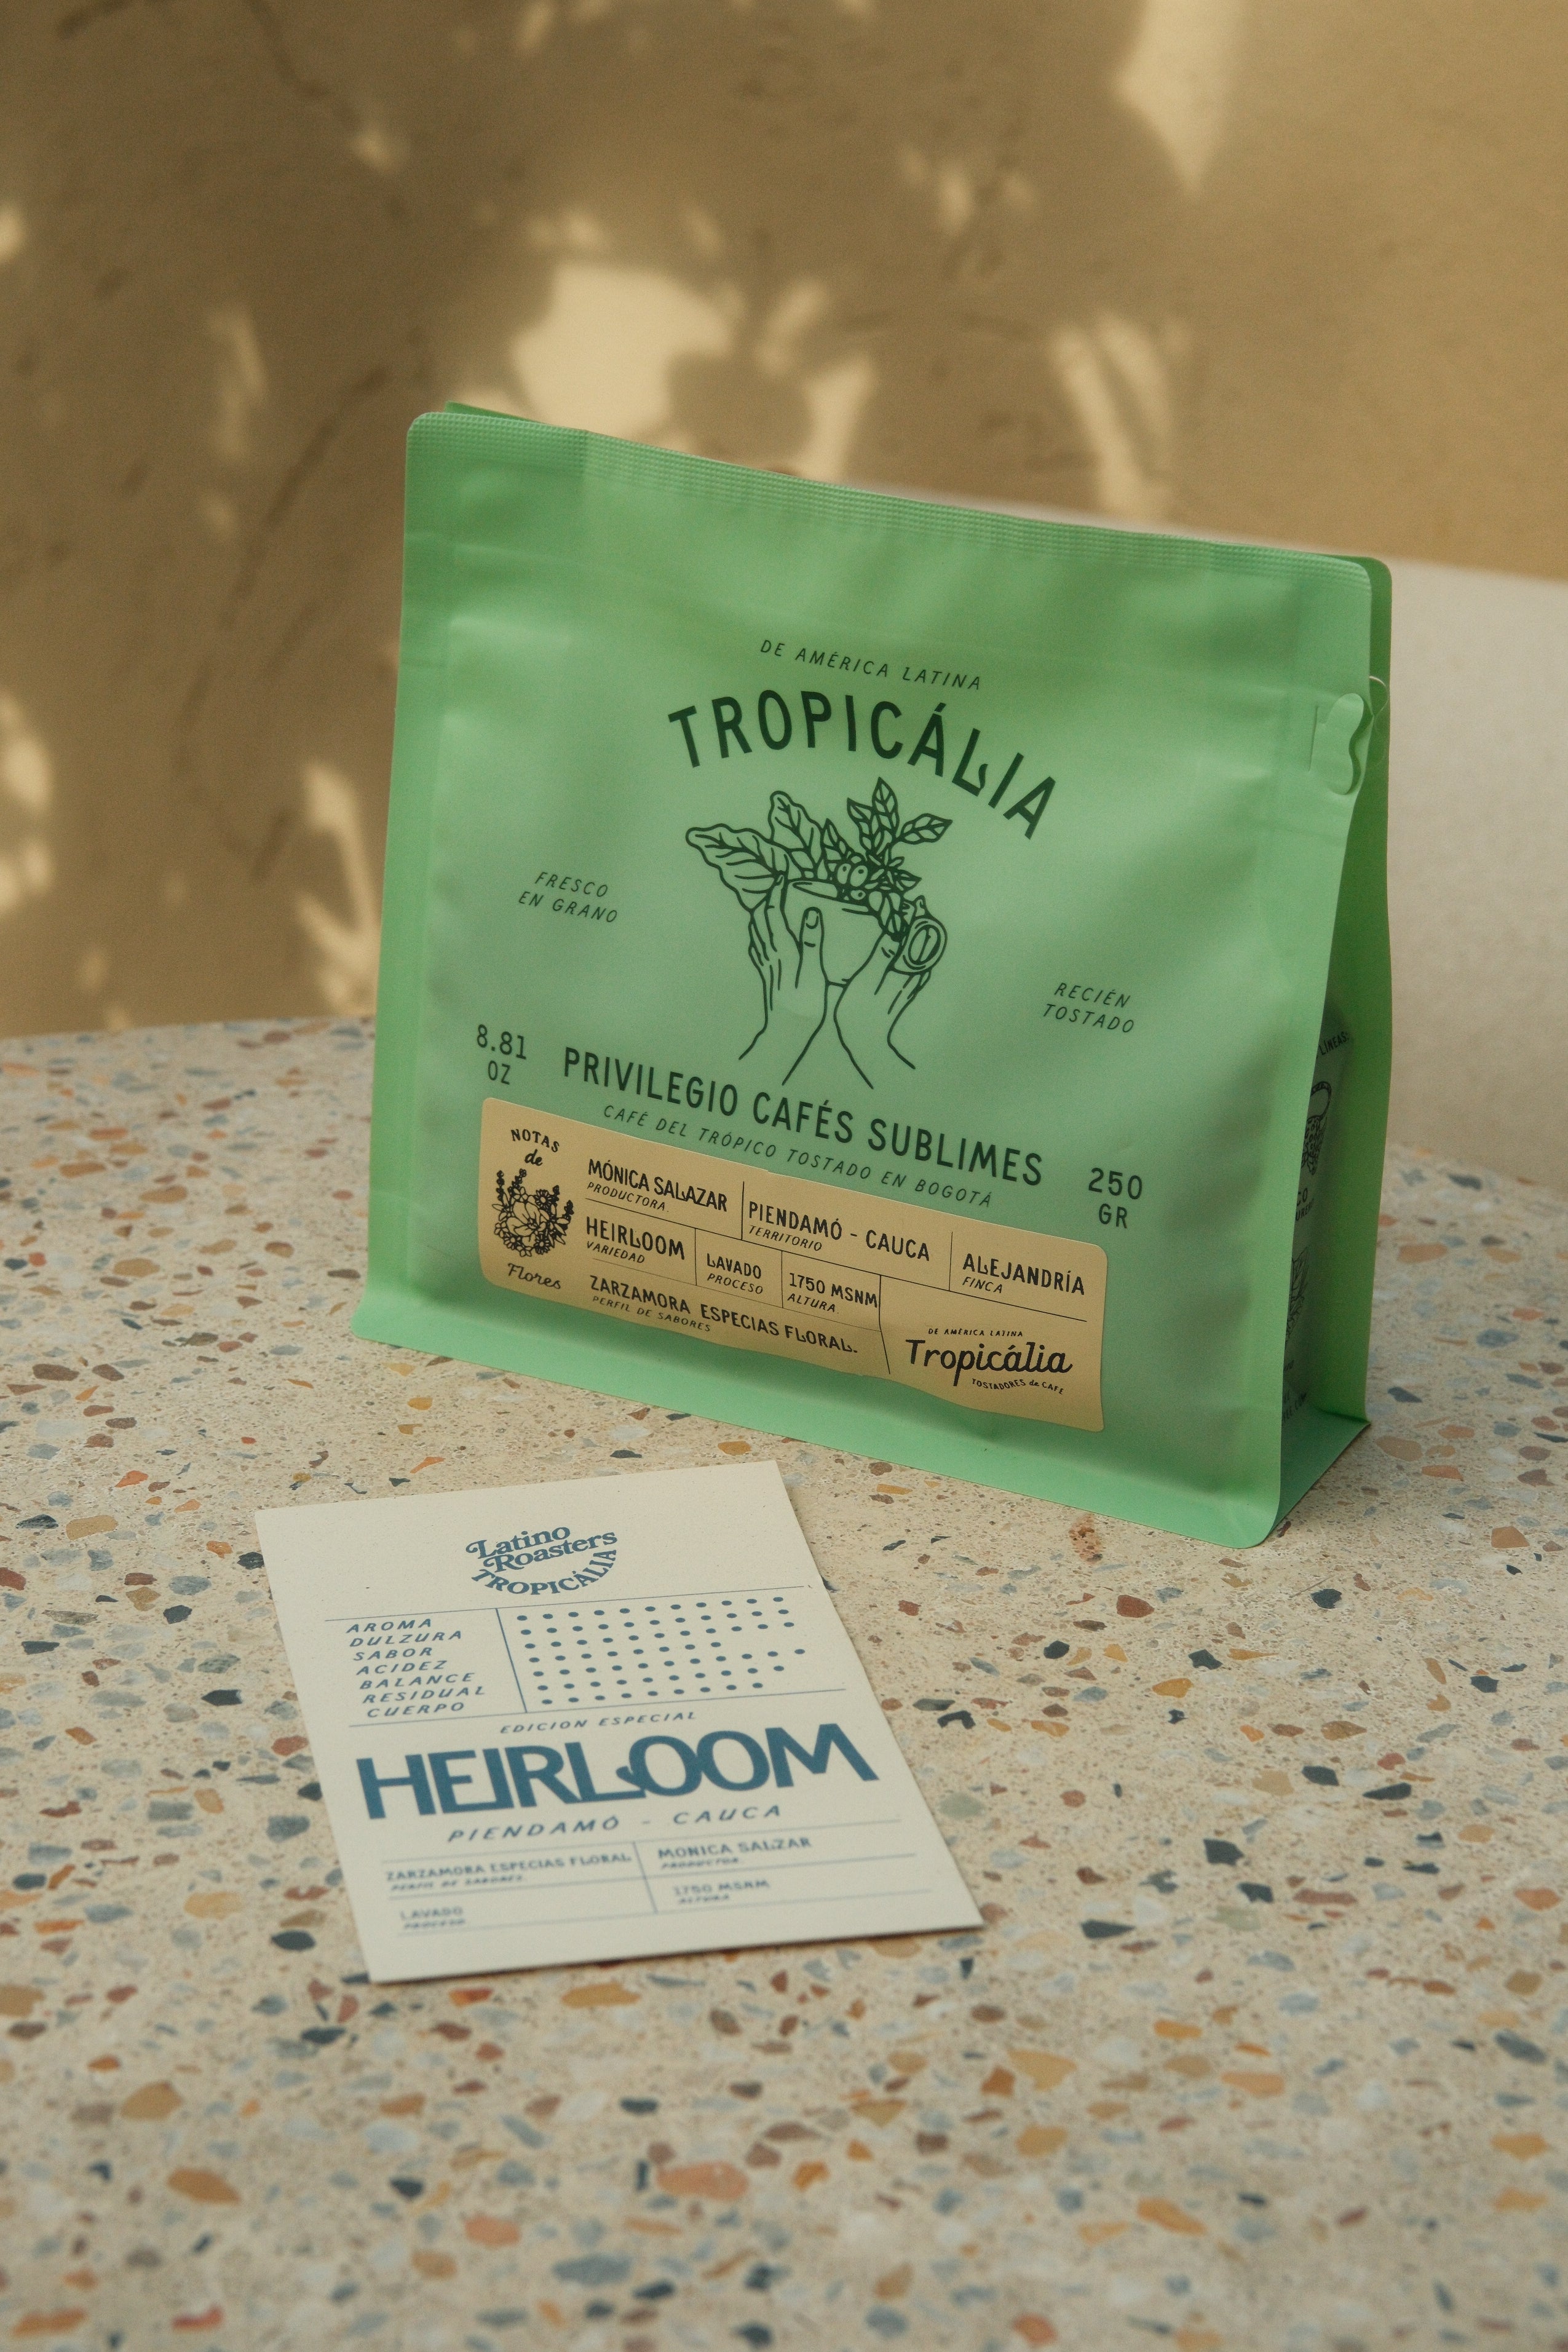 DE AMÉRICA LATINA
TROPICÁLIA
FRESCO
EN GRANO
RECIÉN
TOSTADO
8.81
OZ
PRIVILEGIO CAFÉS SUBLIMES
CAFÉ DEL TRÓPICO TOSTADO EN BOGOTÁ
250
GR
NOTAS
de
Flores
MÓNICA SALAZAR
PRODUCTORA
PIENDAMÓ - CAUCA
TERRITORIO
ALEJANDRÍA
FINCA
HEIRLOOM
VARIEDAD
LAVADO
PROCESO
1750 MSNM
ALTURA
ZARZAMORA ESPECIAS FLORAL.
PERFIL DE SABORES
DE AMÉRICA LATINA
Tropicália
TOSTADORES de CAFÉ
LÍNEAS
Latino
Roasters
TROPICÁLIA
AROMA
DULZURA
SABOR
ACIDEZ
BALANCE
RESIDUAL
CUERPO
EDICION ESPECIAL
HEIRLOOM
PIENDAMÓ - CAUCA
ZARZAMORA ESPECIAS FLORAL
PERFIL DE SABORES
MONICA SALZAR
PRODUCTOR
LAVADO
PROCESO
1750 MSNM
ALTURA